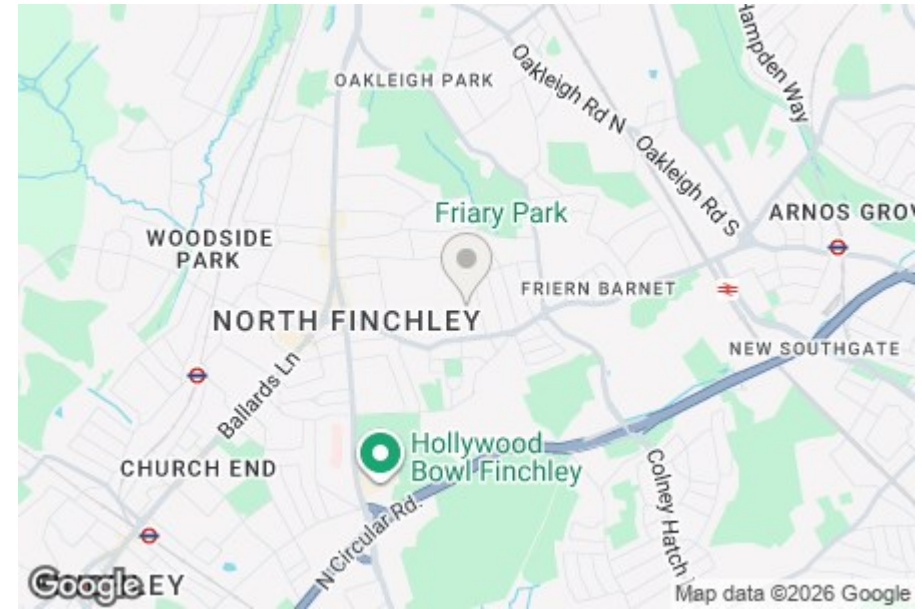 Hampden Way
OAKLEIGH PARK
Oakleigh Rd N
Oakleigh Rd S
Friary Park
ARNOS GROV
WOODSIDE
PARK
FRIERN BARNET
NORTH FINCHLEY
NEW SOUTHGATE
Ballards Ln
Hollywood
Bowl Finchley
CHURCH END
Colney Hatch
N Circular Rd.
Google
LEY
Map data ©2026 Google